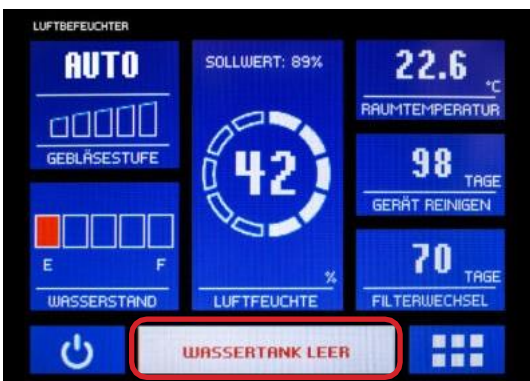 LUFTBEFEUCHTER
AUTO
GEBLÄSESTUFE
E F
WASSERSTAND
SOLLWERT: 89%
42
%
LUFTFEUCHTE
22.6 °C
RAUMTEMPERATUR
98 TAGE
GERÄT REINIGEN
70 TAGE
FILTERWECHSEL
WASSERTANK LEER